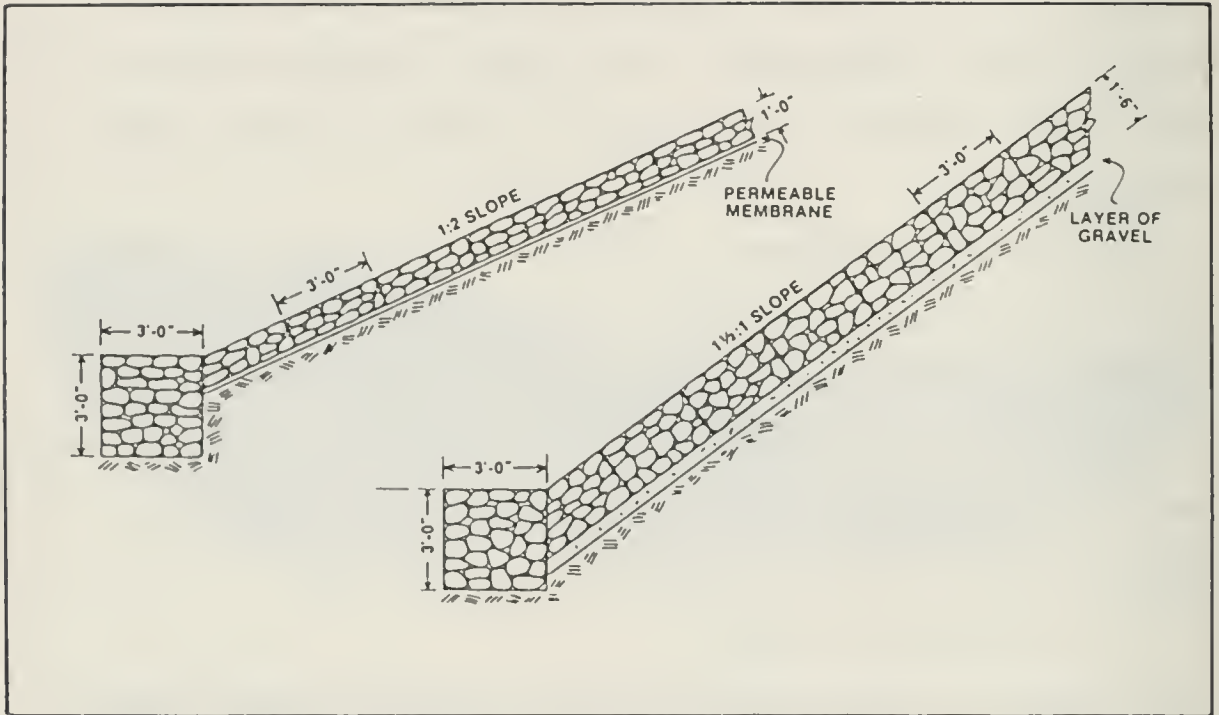 1'-0"
PERMEABLE
MEMBRANE
1:2 SLOPE
3'-0"
3'-0"
3'-0"
1'-6"
LAYER OF
GRAVEL
3'-0"
1½:1 SLOPE
3'-0"
3'-0"